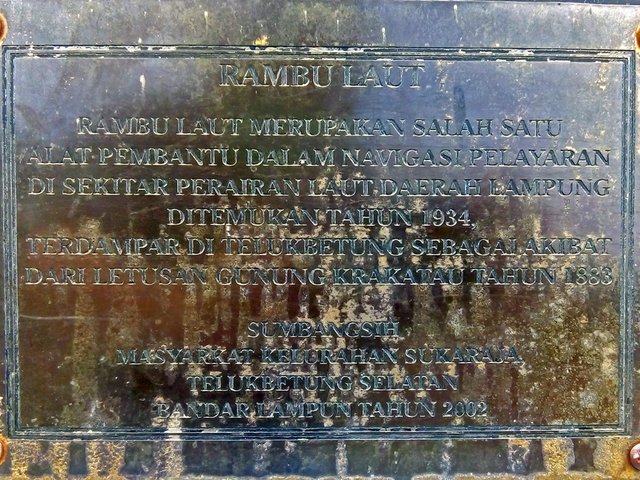 RAMBU LAUT
RAMBU LAUT MERUPAKAN SALAH SATU
ALAT PEMBANTU DALAM NAVIGASI PELAYARAN
DI SEKITAR PERAIRAN LAUT DAERAH LAMPUNG
DITEMUKAN TAHUN 1934,
TERDAMPAR DI TELUKBETUNG SEBAGAI AKIBAT
DARI LETUSAN GUNUNG KRAKATAU TAHUN 1883
SUMBANGSIH
MASYARKAT KELURAHAN SUKARAJA
TELUKBETUNG SELATAN
BANDAR LAMPUN TAHUN 2002